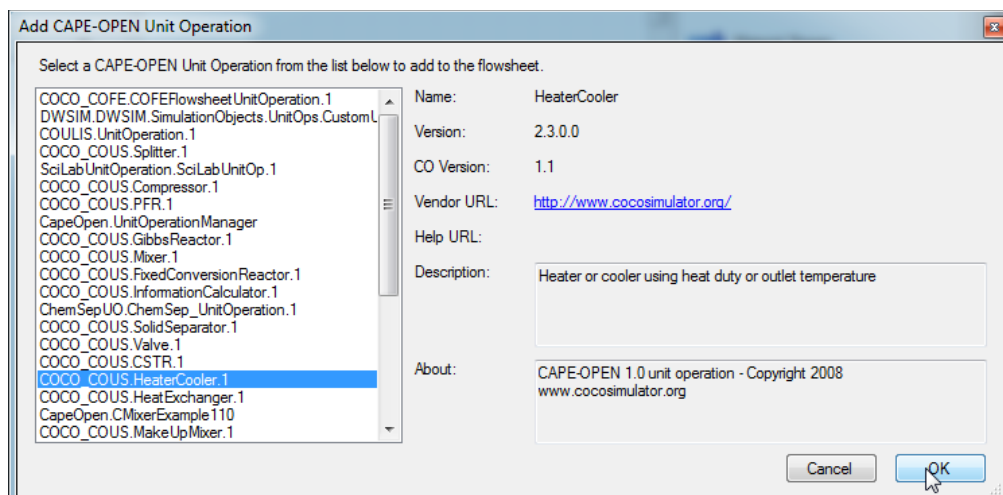 Add CAPE-OPEN Unit Operation
Select a CAPE-OPEN Unit Operation from the list below to add to the flowsheet.
COCO_COFE.COFEFlowsheetUnitOperation.1
DWSIM.DWSIM.SimulationObjects.UnitOps.CustomU
COULIS.UnitOperation.1
COCO_COUS.Splitter.1
SciLabUnitOperation.SciLabUnitOp.1
COCO_COUS.Compressor.1
COCO_COUS.PFR.1
CapeOpen.UnitOperationManager
COCO_COUS.GibbsReactor.1
COCO_COUS.Mixer.1
COCO_COUS.FixedConversionReactor.1
COCO_COUS.InformationCalculator.1
ChemSepUO.ChemSep_UnitOperation.1
COCO_COUS.SolidSeparator.1
COCO_COUS.Valve.1
COCO_COUS.CSTR.1
COCO_COUS.HeaterCooler.1
COCO_COUS.HeatExchanger.1
CapeOpen.CMixerExample110
COCO_COUS.MakeUpMixer.1
Name: HeaterCooler
Version: 2.3.0.0
CO Version: 1.1
Vendor URL: http://www.cocosimulator.org/
Help URL:
Description: Heater or cooler using heat duty or outlet temperature
About: CAPE-OPEN 1.0 unit operation - Copyright 2008
www.cocosimulator.org
Cancel OK